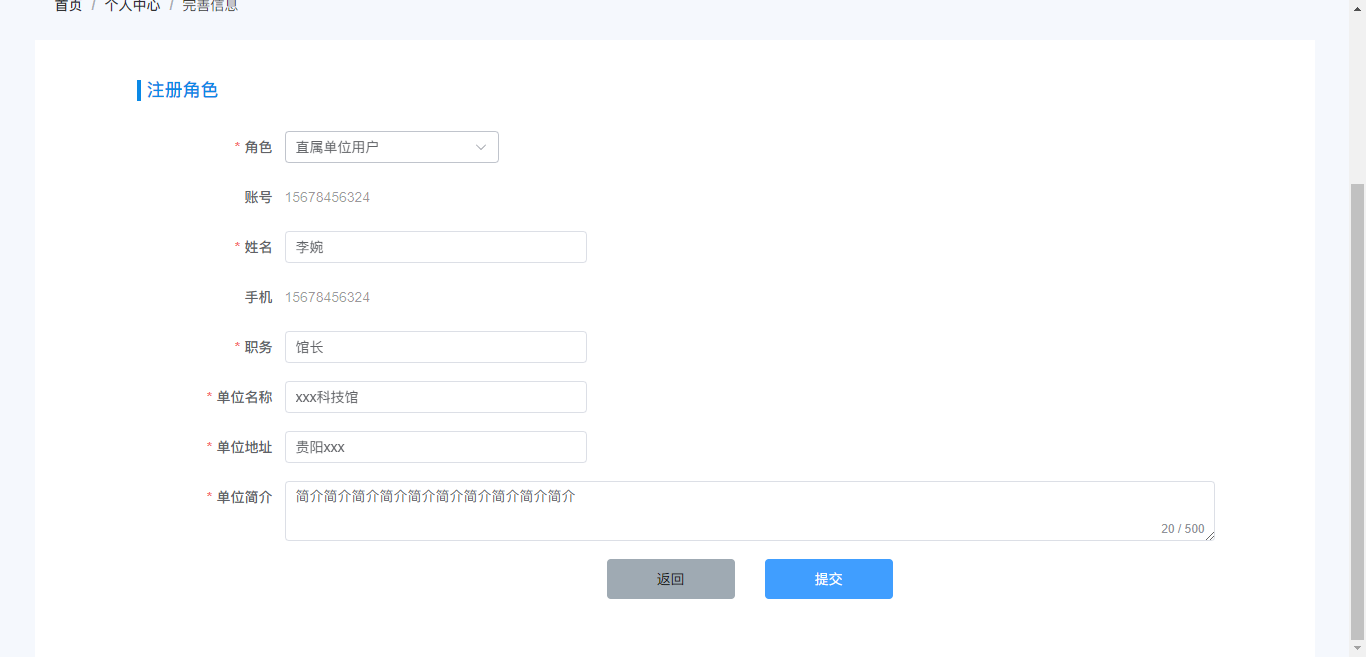 首页 / 个人中心 / 完善信息
注册角色
* 角色 直属单位用户
账号 15678456324
* 姓名 李婉
手机 15678456324
* 职务 馆长
* 单位名称 xxx科技馆
* 单位地址 贵阳xxx
* 单位简介 简介简介简介简介简介简介简介简介简介简介
20 / 500
返回 提交